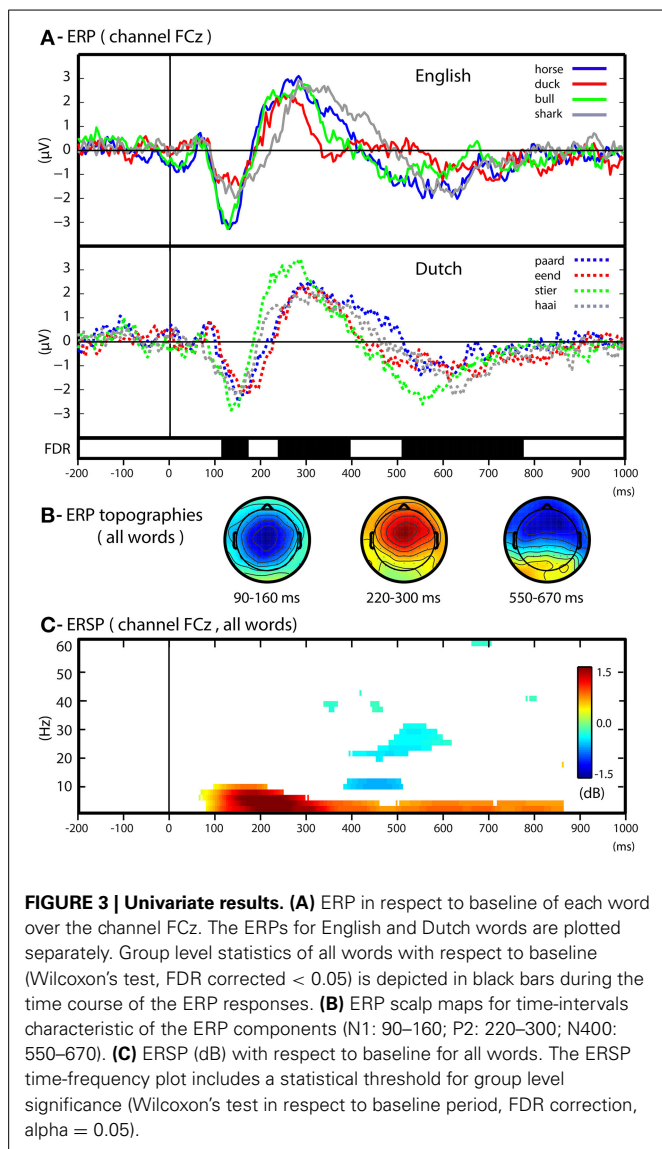 A- ERP ( channel FCz )
English
horse
duck
bull
shark
3
2
1
0
-1
-2
-3
(µV)
Dutch
paard
eend
stier
haai
3
2
1
0
-1
-2
-3
(µV)
FDR
-200 -100 0 100 200 300 400 500 600 700 800 900 1000
(ms)
B- ERP topographies
( all words )
90-160 ms 220-300 ms 550-670 ms
C- ERSP ( channel FCz , all words)
60
50
40
30
20
10
(Hz)
1.5
0.0
-1.5
(dB)
-200 -100 0 100 200 300 400 500 600 700 800 900 1000
(ms)
FIGURE 3 | Univariate results. (A) ERP in respect to baseline of each word
over the channel FCz. The ERPs for English and Dutch words are plotted
separately. Group level statistics of all words with respect to baseline
(Wilcoxon's test, FDR corrected < 0.05) is depicted in black bars during the
time course of the ERP responses. (B) ERP scalp maps for time-intervals
characteristic of the ERP components (N1: 90–160; P2: 220–300; N400:
550–670). (C) ERSP (dB) with respect to baseline for all words. The ERSP
time-frequency plot includes a statistical threshold for group level
significance (Wilcoxon's test in respect to baseline period, FDR correction,
alpha = 0.05).